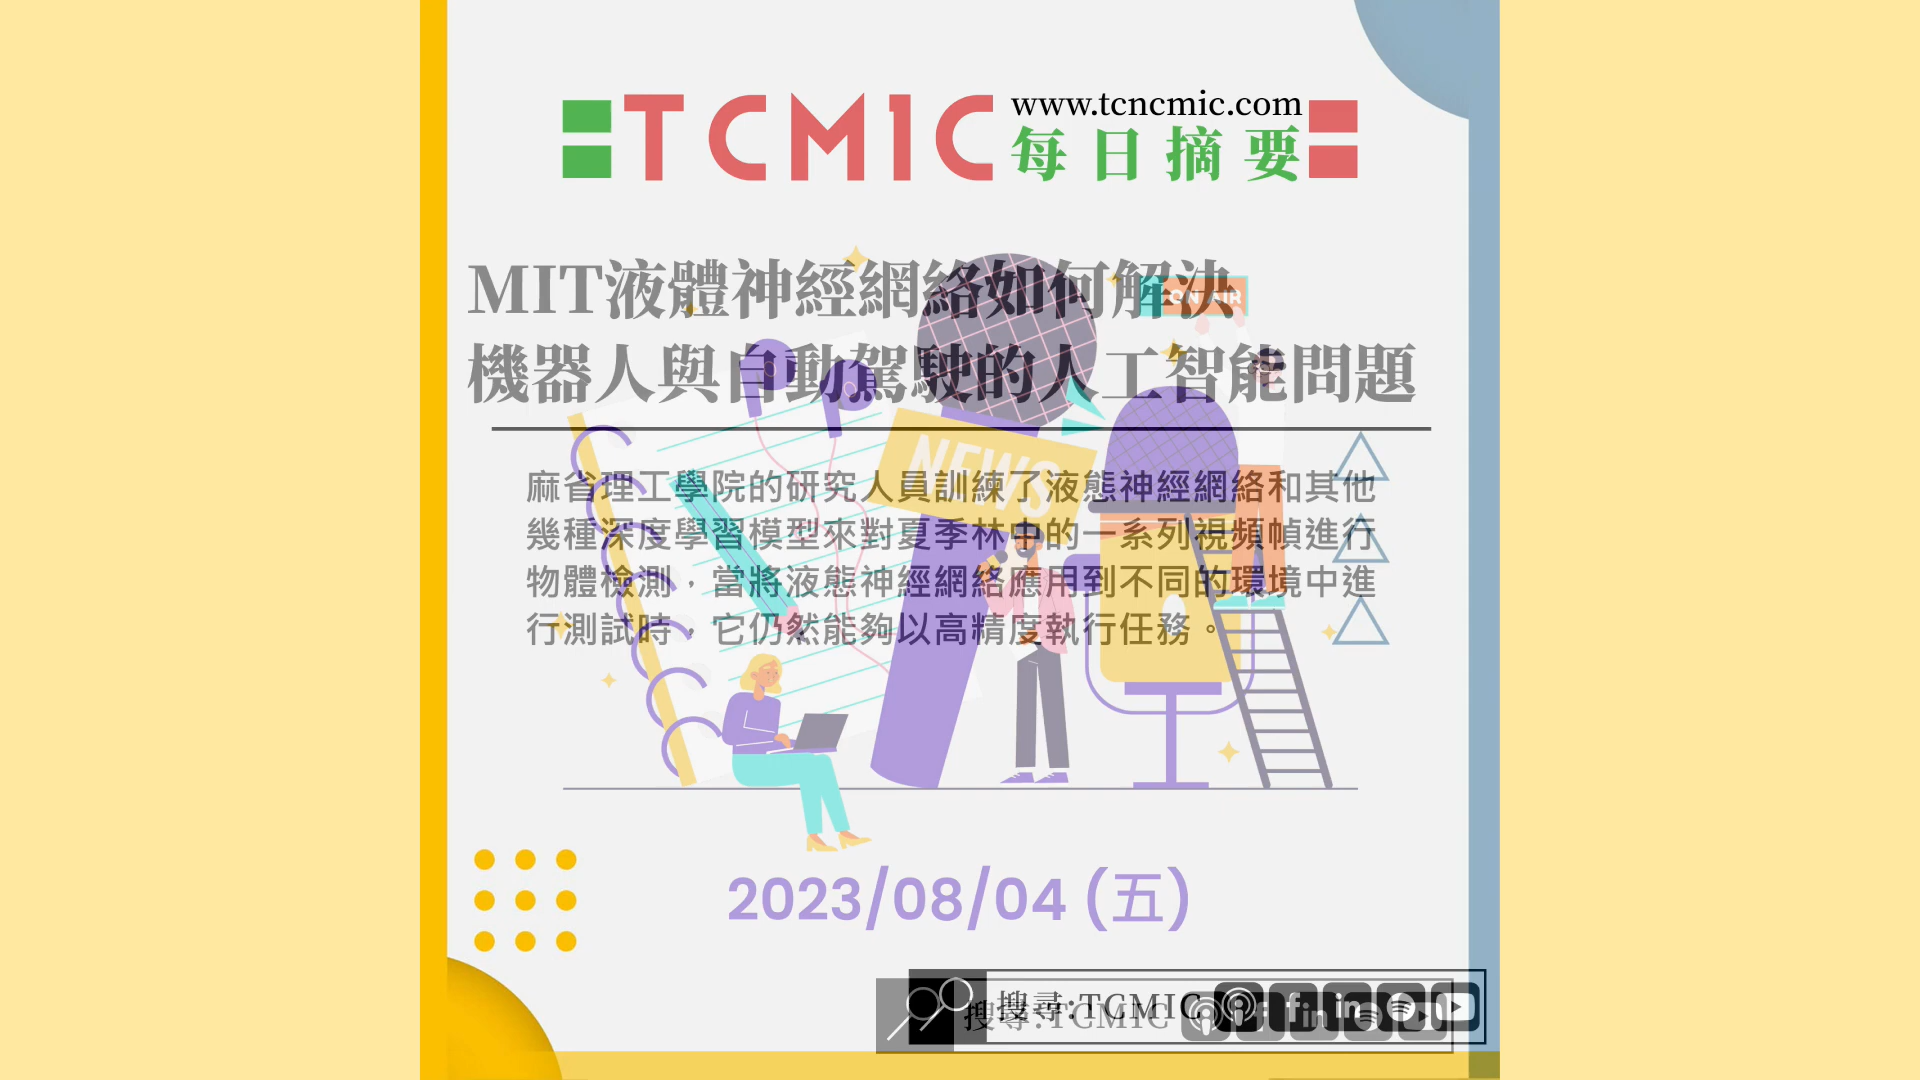 www.tcncmic.com
TCMIC 每日摘要
MIT液體神經網絡如何解決
ON AIR
機器人與自動駕駛的人工智能問題
NEWS
麻省理工學院的研究人員訓練了液態神經網絡和其他
幾種深度學習模型來對夏季林中的一系列視頻幀進行
物體檢測，當將液態神經網絡應用到不同的環境中進
行測試時，它仍然能夠以高精度執行任務。
2023/08/04 (五)
搜尋:TCMIC
搜尋:TCMIC